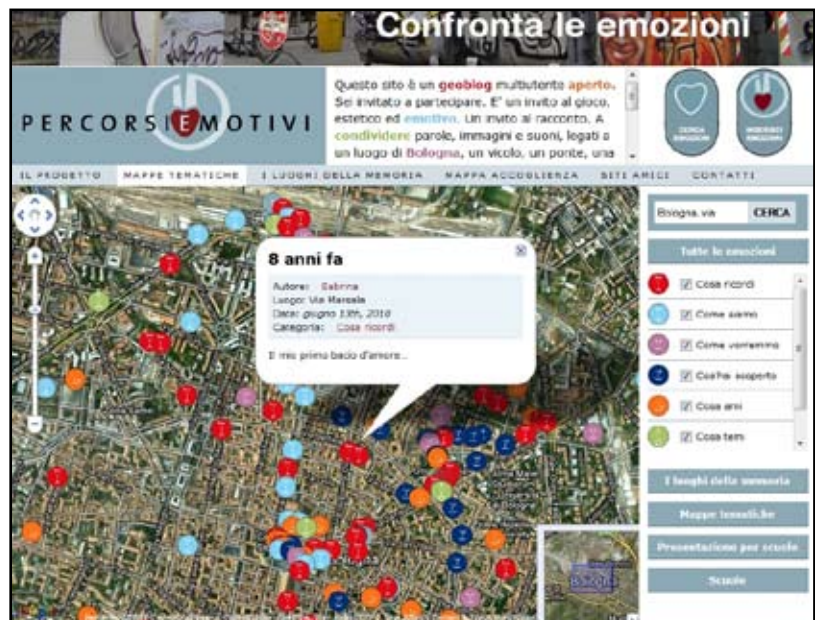 Confronta le emozioni
PERCORSI EMOTIVI
Questo sito è un geoblog multiutente aperto.
Sei invitato a partecipare. E' un invito al gioco,
estetico ed emotivo. Un invito al racconto. A
condividere parole, immagini e suoni, legati a
un luogo di Bologna, un vicolo, un ponte, una
CERCA
EMOZIONI
INSERISCI
EMOZIONI
IL PROGETTO MAPPE TEMATICHE I LUOGHI DELLA MEMORIA MAPPA ACCOGLIENZA SITI AMICI CONTATTI
Bologna, via CERCA
Tutte le emozioni
Cosa ricordi
Come siamo
Come vorremmo
Cos'hai scoperto
Cosa ami
Cosa temi
I luoghi della memoria
Mappe tematiche
Presentazione per scuole
Scuole
8 anni fa
Autore: Sabrina
Luogo: Via Marsala
Data: giugno 13th, 2010
Categoria: Cosa ricordi
Il mio primo bacio d'amore...
Bologna